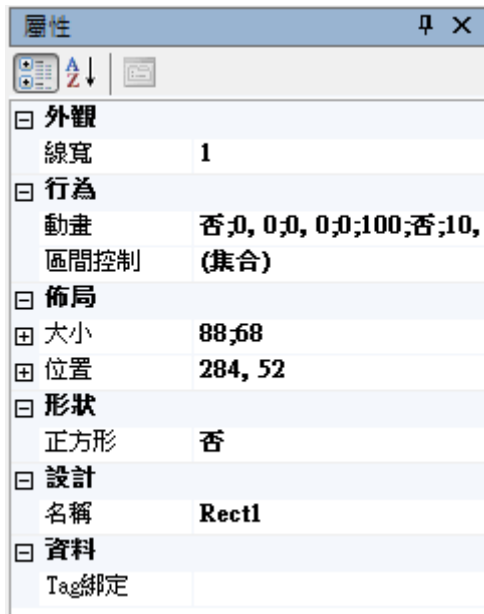 屬性
外觀
線寬 1
行為
動畫 否;0, 0;0, 0;0;100;否;10,
區間控制 (集合)
佈局
大小 88;68
位置 284, 52
形狀
正方形 否
設計
名稱 Rect1
資料
Tag綁定